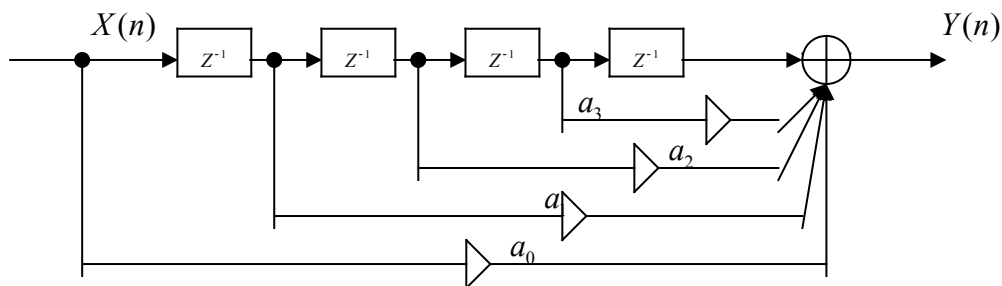 X(n) Y(n)
Z⁻¹ Z⁻¹ Z⁻¹ Z⁻¹
a₃
a₂
a
a₀